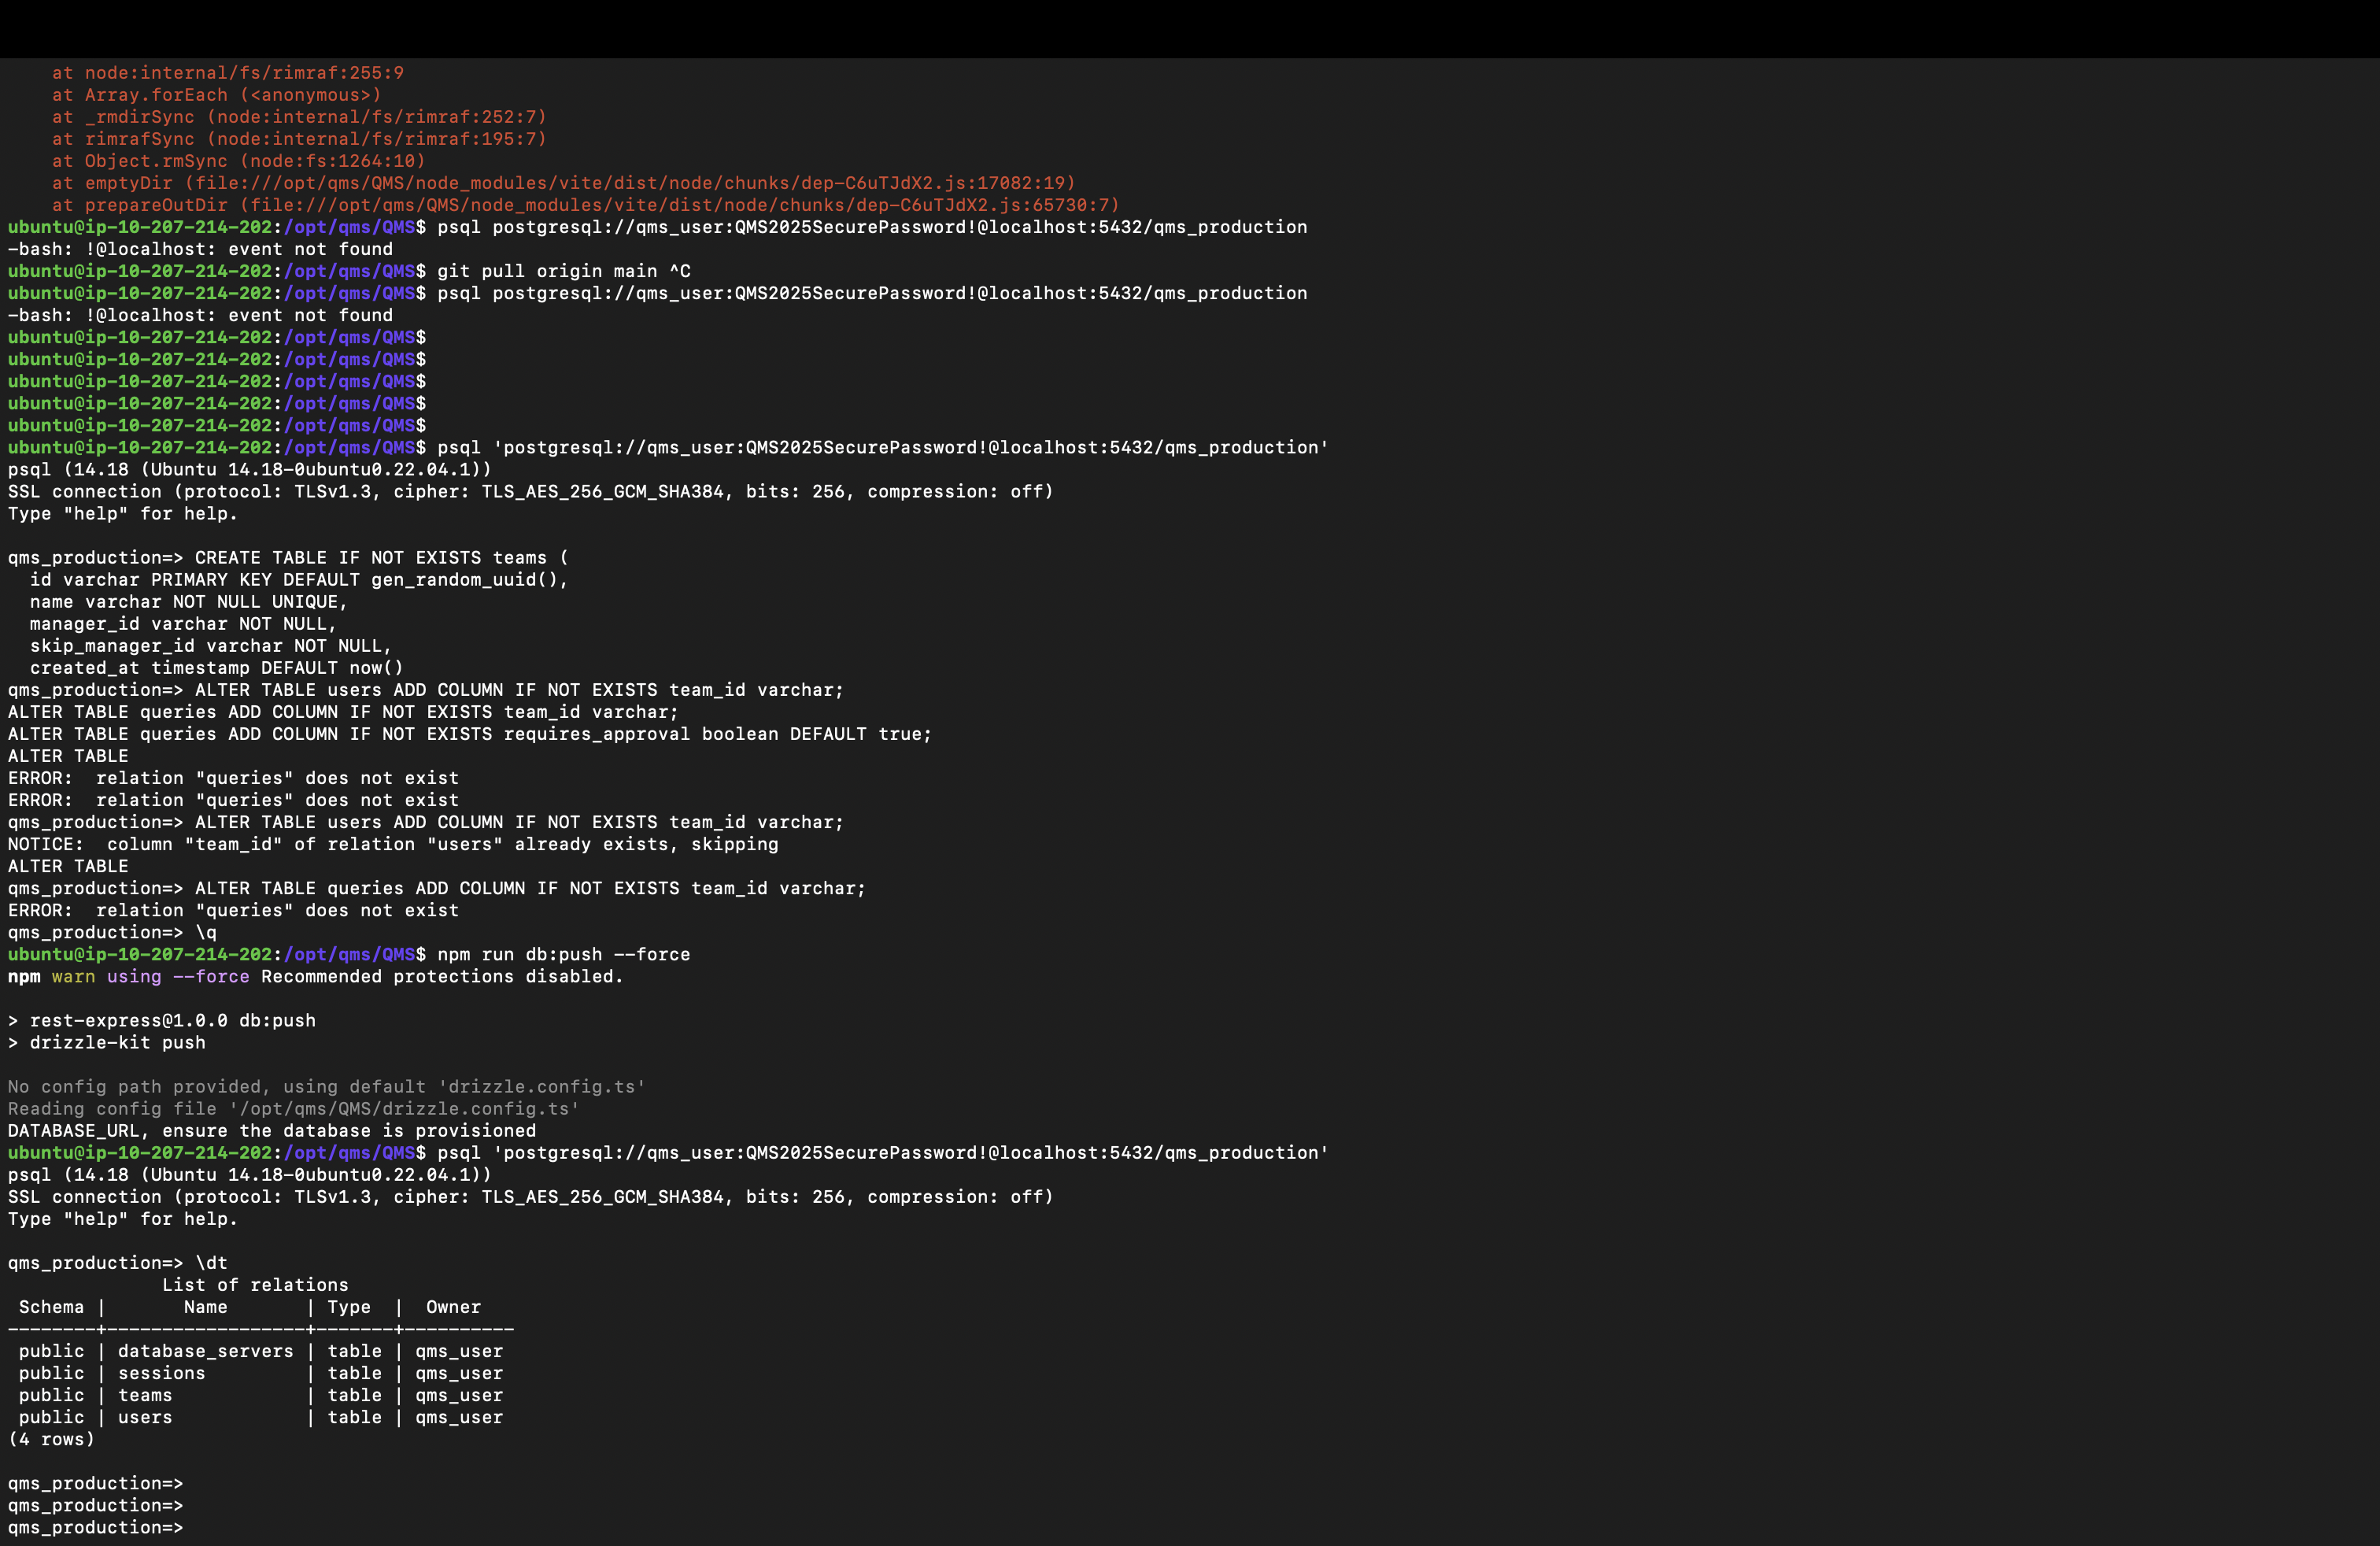 at node:internal/fs/rimraf:255:9
    at Array.forEach (<anonymous>)
    at _rmdirSync (node:internal/fs/rimraf:252:7)
    at rimrafSync (node:internal/fs/rimraf:195:7)
    at Object.rmSync (node:fs:1264:10)
    at emptyDir (file:///opt/qms/QMS/node_modules/vite/dist/node/chunks/dep-C6uTJdX2.js:17082:19)
    at prepareOutDir (file:///opt/qms/QMS/node_modules/vite/dist/node/chunks/dep-C6uTJdX2.js:65730:7)
ubuntu@ip-10-207-214-202:/opt/qms/QMS$ psql postgresql://qms_user:QMS2025SecurePassword!@localhost:5432/qms_production
-bash: !@localhost: event not found
ubuntu@ip-10-207-214-202:/opt/qms/QMS$ git pull origin main ^C
ubuntu@ip-10-207-214-202:/opt/qms/QMS$ psql postgresql://qms_user:QMS2025SecurePassword!@localhost:5432/qms_production
-bash: !@localhost: event not found
ubuntu@ip-10-207-214-202:/opt/qms/QMS$
ubuntu@ip-10-207-214-202:/opt/qms/QMS$
ubuntu@ip-10-207-214-202:/opt/qms/QMS$
ubuntu@ip-10-207-214-202:/opt/qms/QMS$
ubuntu@ip-10-207-214-202:/opt/qms/QMS$
ubuntu@ip-10-207-214-202:/opt/qms/QMS$ psql 'postgresql://qms_user:QMS2025SecurePassword!@localhost:5432/qms_production'
psql (14.18 (Ubuntu 14.18-0ubuntu0.22.04.1))
SSL connection (protocol: TLSv1.3, cipher: TLS_AES_256_GCM_SHA384, bits: 256, compression: off)
Type "help" for help.

qms_production=> CREATE TABLE IF NOT EXISTS teams (
  id varchar PRIMARY KEY DEFAULT gen_random_uuid(),
  name varchar NOT NULL UNIQUE,
  manager_id varchar NOT NULL,
  skip_manager_id varchar NOT NULL,
  created_at timestamp DEFAULT now()
qms_production=> ALTER TABLE users ADD COLUMN IF NOT EXISTS team_id varchar;
ALTER TABLE queries ADD COLUMN IF NOT EXISTS team_id varchar;
ALTER TABLE queries ADD COLUMN IF NOT EXISTS requires_approval boolean DEFAULT true;
ALTER TABLE
ERROR:  relation "queries" does not exist
ERROR:  relation "queries" does not exist
qms_production=> ALTER TABLE users ADD COLUMN IF NOT EXISTS team_id varchar;
NOTICE:  column "team_id" of relation "users" already exists, skipping
ALTER TABLE
qms_production=> ALTER TABLE queries ADD COLUMN IF NOT EXISTS team_id varchar;
ERROR:  relation "queries" does not exist
qms_production=> \q
ubuntu@ip-10-207-214-202:/opt/qms/QMS$ npm run db:push --force
npm warn using --force Recommended protections disabled.

> rest-express@1.0.0 db:push
> drizzle-kit push

No config path provided, using default 'drizzle.config.ts'
Reading config file '/opt/qms/QMS/drizzle.config.ts'
DATABASE_URL, ensure the database is provisioned
ubuntu@ip-10-207-214-202:/opt/qms/QMS$ psql 'postgresql://qms_user:QMS2025SecurePassword!@localhost:5432/qms_production'
psql (14.18 (Ubuntu 14.18-0ubuntu0.22.04.1))
SSL connection (protocol: TLSv1.3, cipher: TLS_AES_256_GCM_SHA384, bits: 256, compression: off)
Type "help" for help.

qms_production=> \dt
              List of relations
 Schema |       Name       | Type  |  Owner
--------+------------------+-------+----------
 public | database_servers | table | qms_user
 public | sessions         | table | qms_user
 public | teams            | table | qms_user
 public | users            | table | qms_user
(4 rows)

qms_production=>
qms_production=>
qms_production=>